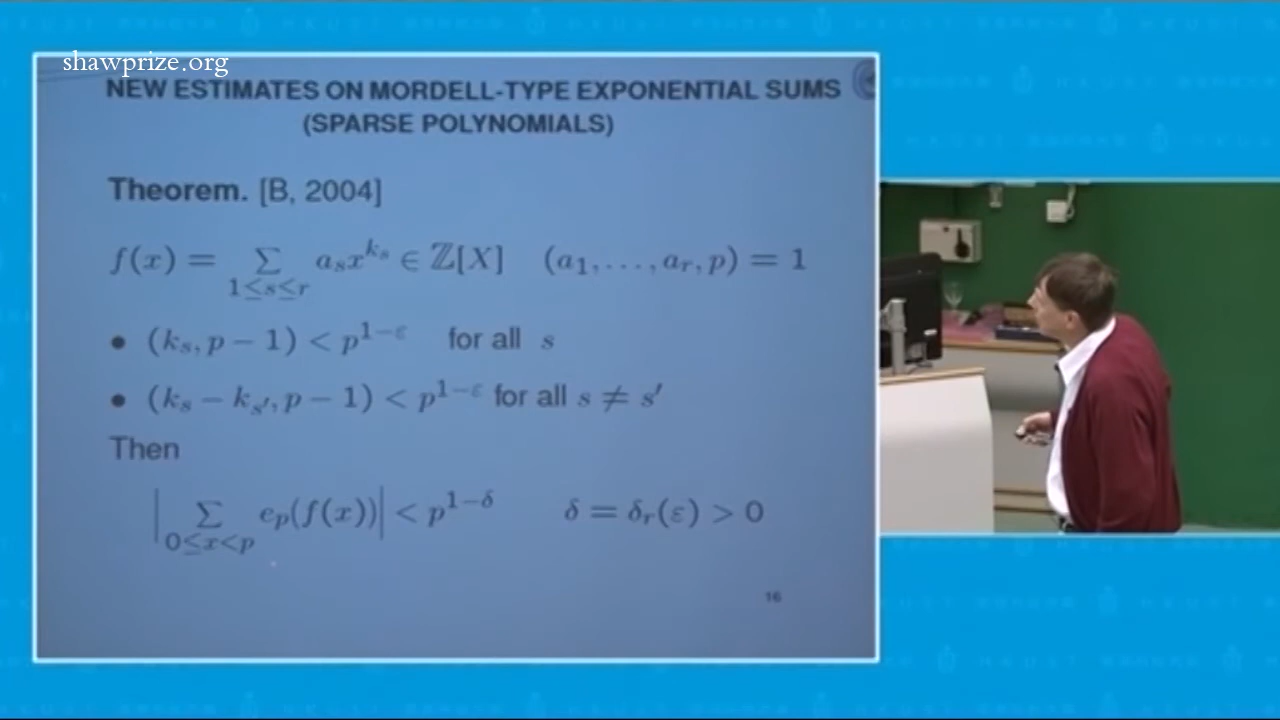 shawprize.org
NEW ESTIMATES ON MORDELL-TYPE EXPONENTIAL SUMS
(SPARSE POLYNOMIALS)
Theorem. [B, 2004]
f(x) = ∑_{1≤s≤r} a_s x^{k_s} ∈ ℤ[X] (a_1, …, a_r, p) = 1
• (k_s, p − 1) < p^{1−ε} for all s
• (k_s − k_{s′}, p − 1) < p^{1−ε} for all s ≠ s′
Then
|∑_{0≤x<p} e_p(f(x))| < p^{1−δ} δ = δ_r(ε) > 0
16